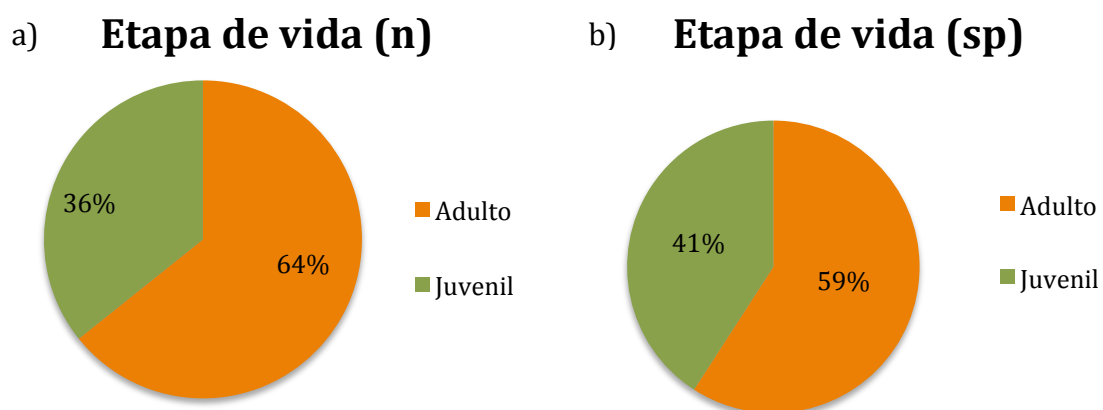 a) Etapa de vida (n)
36%
64%
Adulto
Juvenil
b) Etapa de vida (sp)
41%
59%
Adulto
Juvenil